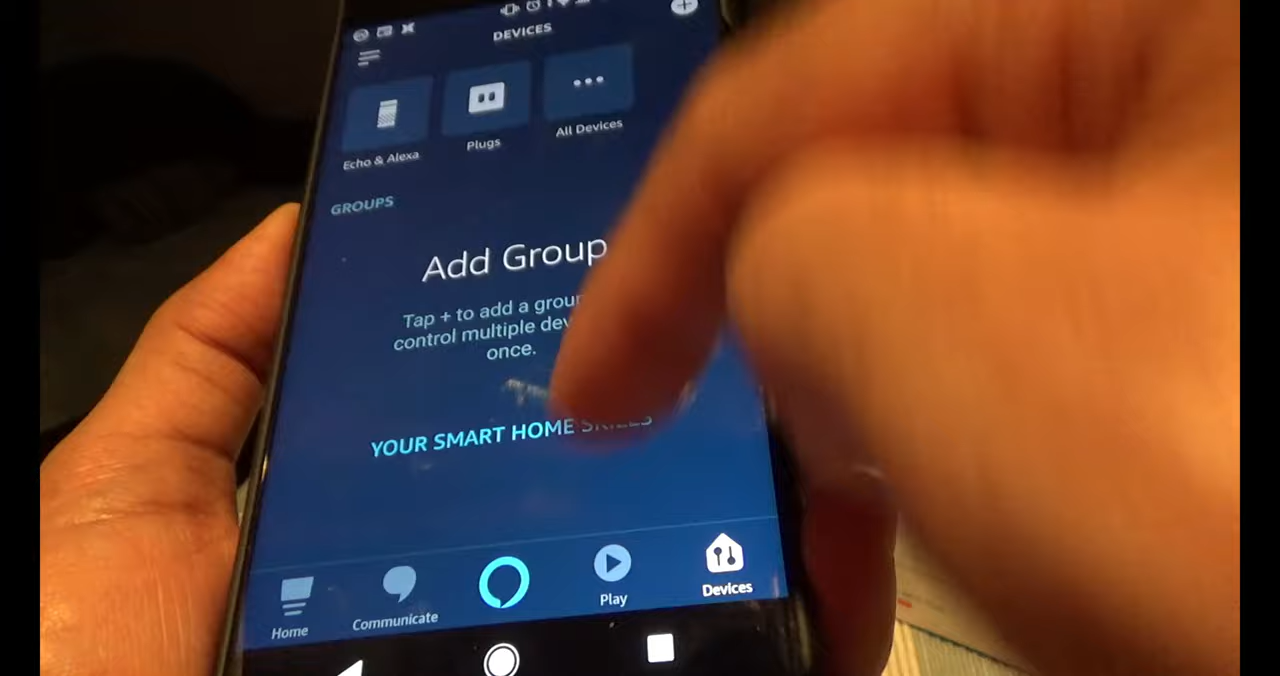 DEVICES
Echo & Alexa
Plugs
All Devices
GROUPS
Add Group
Tap + to add a grou
control multiple dev
once.
YOUR SMART HOME SKILLS
Home
Communicate
Play
Devices